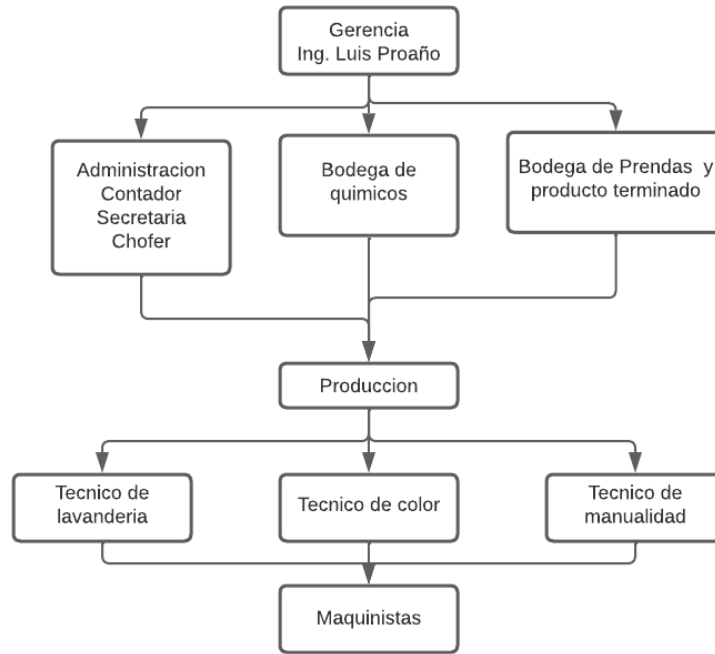 Gerencia
Ing. Luis Proaño
Administracion
Contador
Secretaria
Chofer
Bodega de
quimicos
Bodega de Prendas y
producto terminado
Produccion
Tecnico de
lavanderia
Tecnico de color
Tecnico de
manualidad
Maquinistas